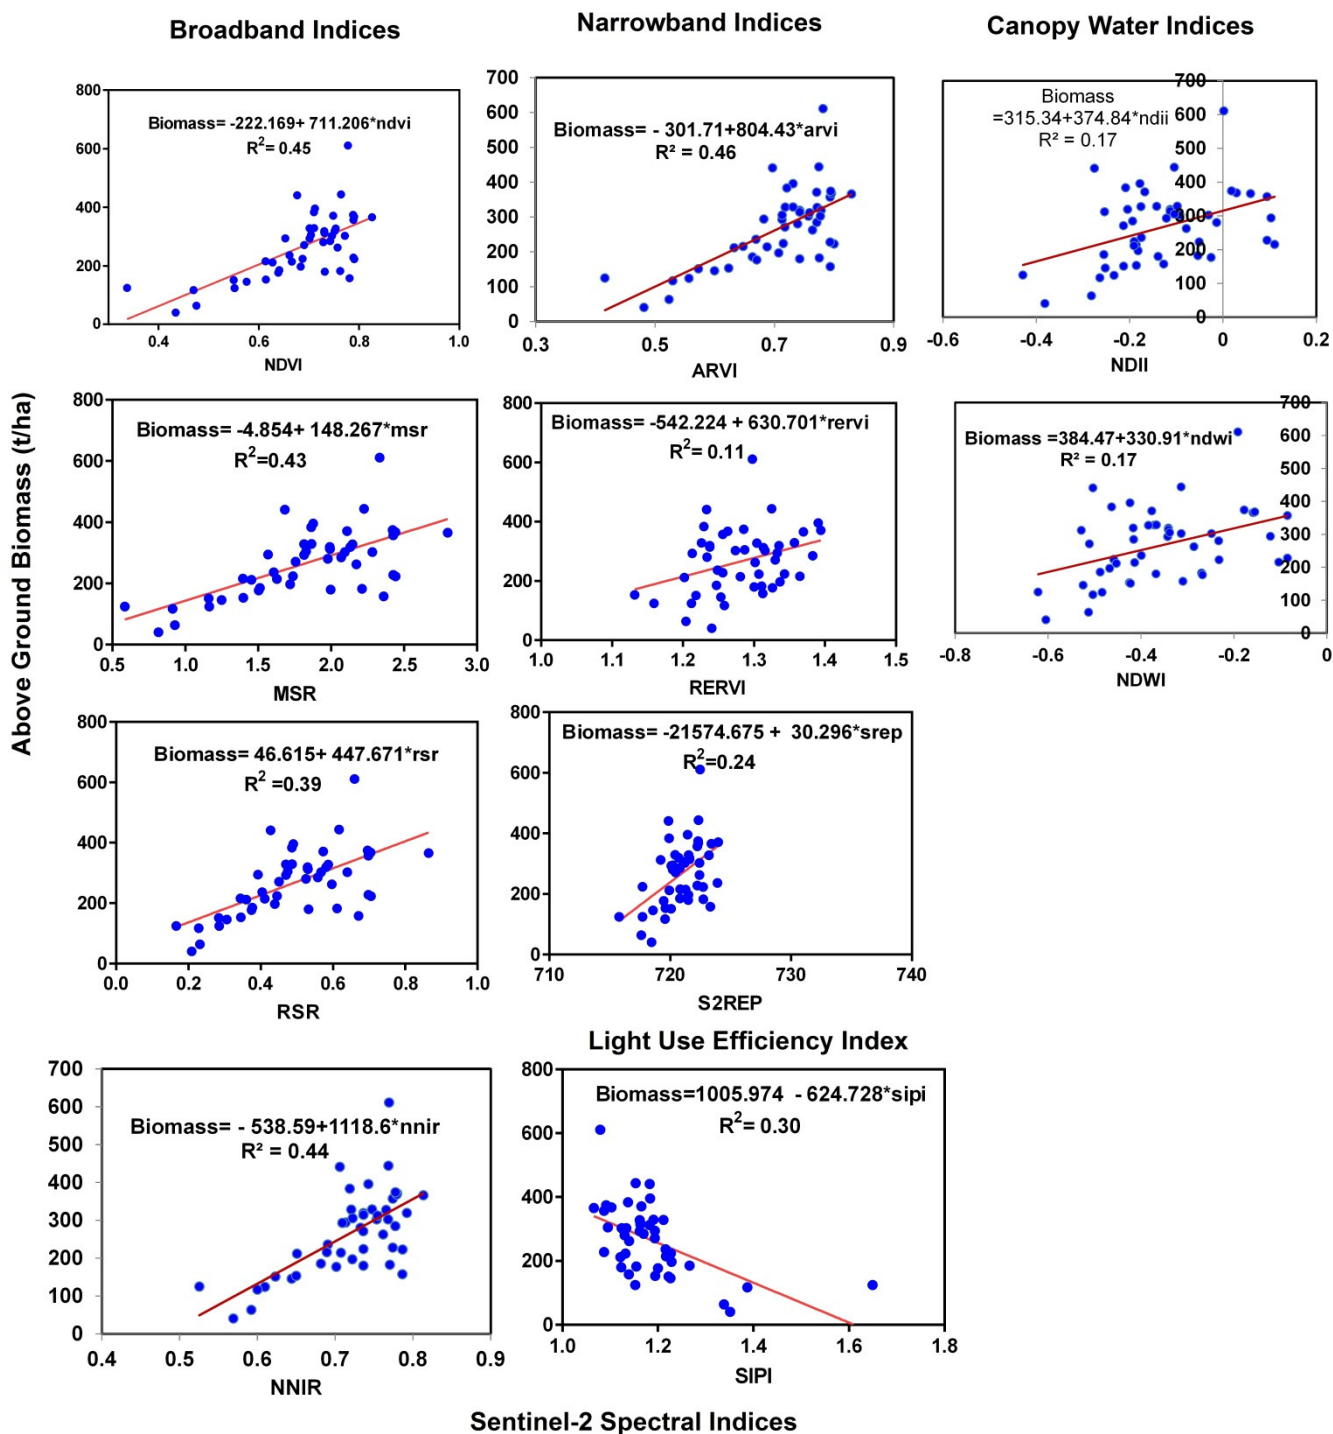 Broadband Indices
Narrowband Indices
Canopy Water Indices
Above Ground Biomass (t/ha)
Biomass= -222.169+ 711.206*ndvi
R²= 0.45
800
600
400
200
0
0.4 0.6 0.8 1.0
NDVI
Biomass= - 301.71+804.43*arvi
R² = 0.46
700
600
500
400
300
200
100
0
0.3 0.5 0.7 0.9
ARVI
Biomass
=315.34+374.84*ndii
R² = 0.17
700
600
500
400
300
200
100
0
-0.6 -0.4 -0.2 0 0.2
NDII
Biomass= -4.854+ 148.267*msr
R²=0.43
800
600
400
200
0
0.5 1.0 1.5 2.0 2.5 3.0
MSR
Biomass= -542.224 + 630.701*rervi
R²= 0.11
800
600
400
200
0
1.0 1.1 1.2 1.3 1.4 1.5
RERVI
Biomass =384.47+330.91*ndwi
R² = 0.17
700
600
500
400
300
200
100
0
-0.8 -0.6 -0.4 -0.2 0
NDWI
Biomass= 46.615+ 447.671*rsr
R² =0.39
800
600
400
200
0
0.0 0.2 0.4 0.6 0.8 1.0
RSR
Biomass= -21574.675 + 30.296*srep
R²=0.24
800
600
400
200
0
710 720 730 740
S2REP
Light Use Efficiency Index
Biomass= - 538.59+1118.6*nnir
R² = 0.44
700
600
500
400
300
200
100
0
0.4 0.5 0.6 0.7 0.8 0.9
NNIR
Biomass=1005.974 - 624.728*sipi
R²= 0.30
800
600
400
200
0
1.0 1.2 1.4 1.6 1.8
SIPI
Sentinel-2 Spectral Indices